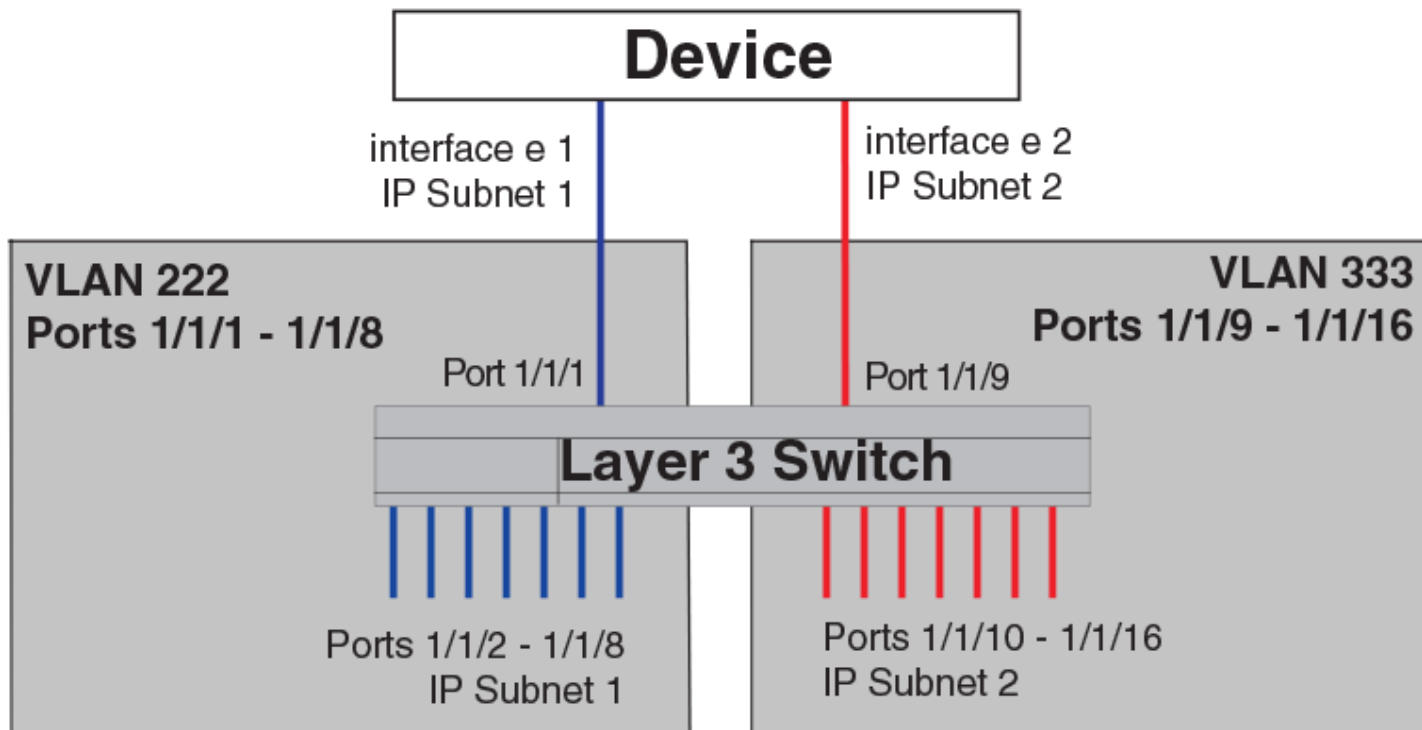 Device
interface e 1
IP Subnet 1
interface e 2
IP Subnet 2
VLAN 222
Ports 1/1/1 - 1/1/8
VLAN 333
Ports 1/1/9 - 1/1/16
Port 1/1/1
Port 1/1/9
Layer 3 Switch
Ports 1/1/2 - 1/1/8
IP Subnet 1
Ports 1/1/10 - 1/1/16
IP Subnet 2